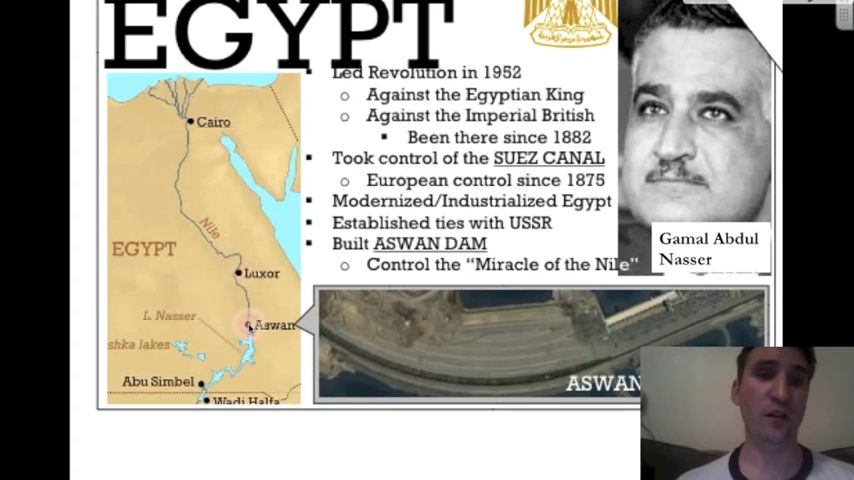 EGYPT
Led Revolution in 1952
Against the Egyptian King
Against the Imperial British
Been there since 1882
Took control of the SUEZ CANAL
European control since 1875
Modernized/Industrialized Egypt
Established ties with USSR
Built ASWAN DAM
Control the “Miracle of the Nile”
Gamal Abdul
Nasser
Cairo
Nile
EGYPT
Luxor
L. Nasser
Aswan
shka lakes
Abu Simbel
Wadi Halfa
ASWAN